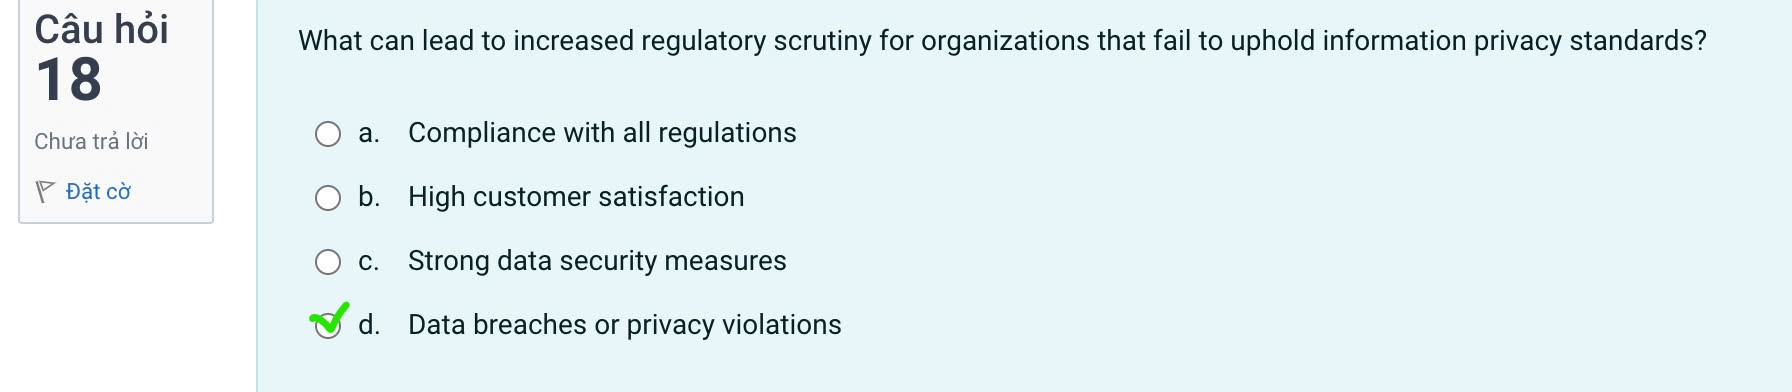 Câu hỏi
18
Chưa trả lời
Đặt cờ
What can lead to increased regulatory scrutiny for organizations that fail to uphold information privacy standards?
a. Compliance with all regulations
b. High customer satisfaction
c. Strong data security measures
d. Data breaches or privacy violations